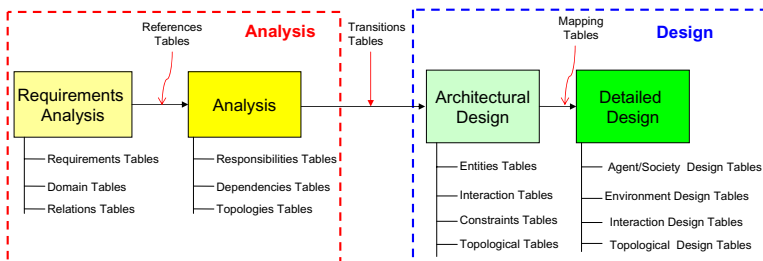 References
Tables
Analysis
Transitions
Tables
Mapping
Tables
Design
Requirements
Analysis
Analysis
Architectural
Design
Detailed
Design
Requirements Tables
Domain Tables
Relations Tables
Responsibilities Tables
Dependencies Tables
Topologies Tables
Entities Tables
Interaction Tables
Constraints Tables
Topological Tables
Agent/Society Design Tables
Environment Design Tables
Interaction Design Tables
Topological Design Tables